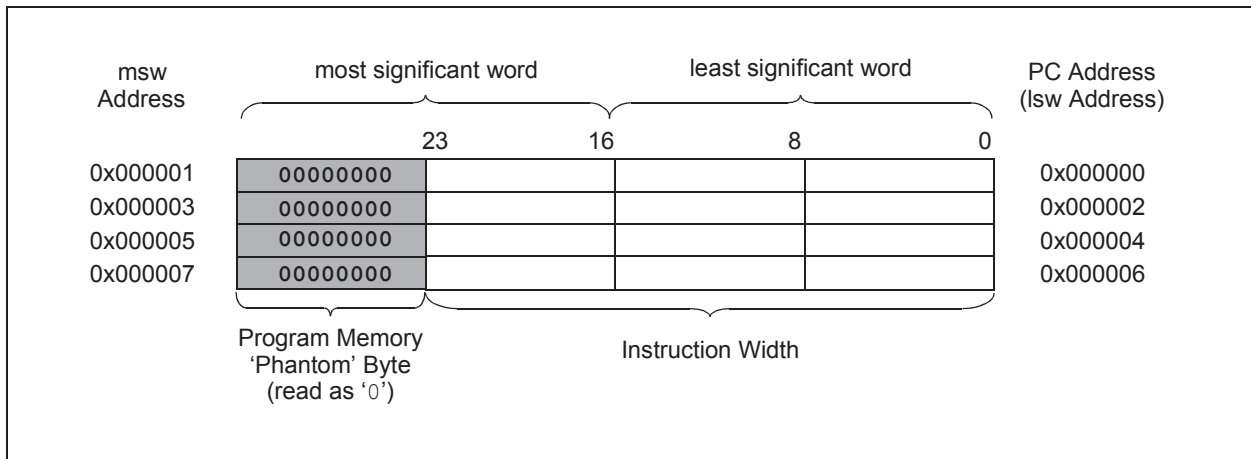 msw
Address
most significant word
least significant word
PC Address
(lsw Address)
23
16
8
0
0x000001
00000000
0x000000
0x000003
00000000
0x000002
0x000005
00000000
0x000004
0x000007
00000000
0x000006
Program Memory
‘Phantom’ Byte
(read as ‘0’)
Instruction Width